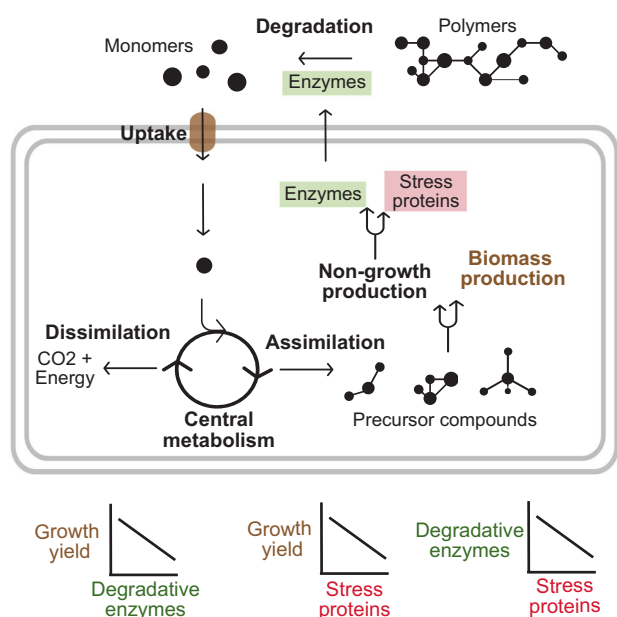 Degradation
Polymers
Monomers
Enzymes
Uptake
Enzymes
Stress
proteins
Non-growth
production
Biomass
production
Dissimilation
CO2 +
Energy
Assimilation
Central
metabolism
Precursor compounds
Growth
yield
Degradative
enzymes
Growth
yield
Stress
proteins
Degradative
enzymes
Stress
proteins